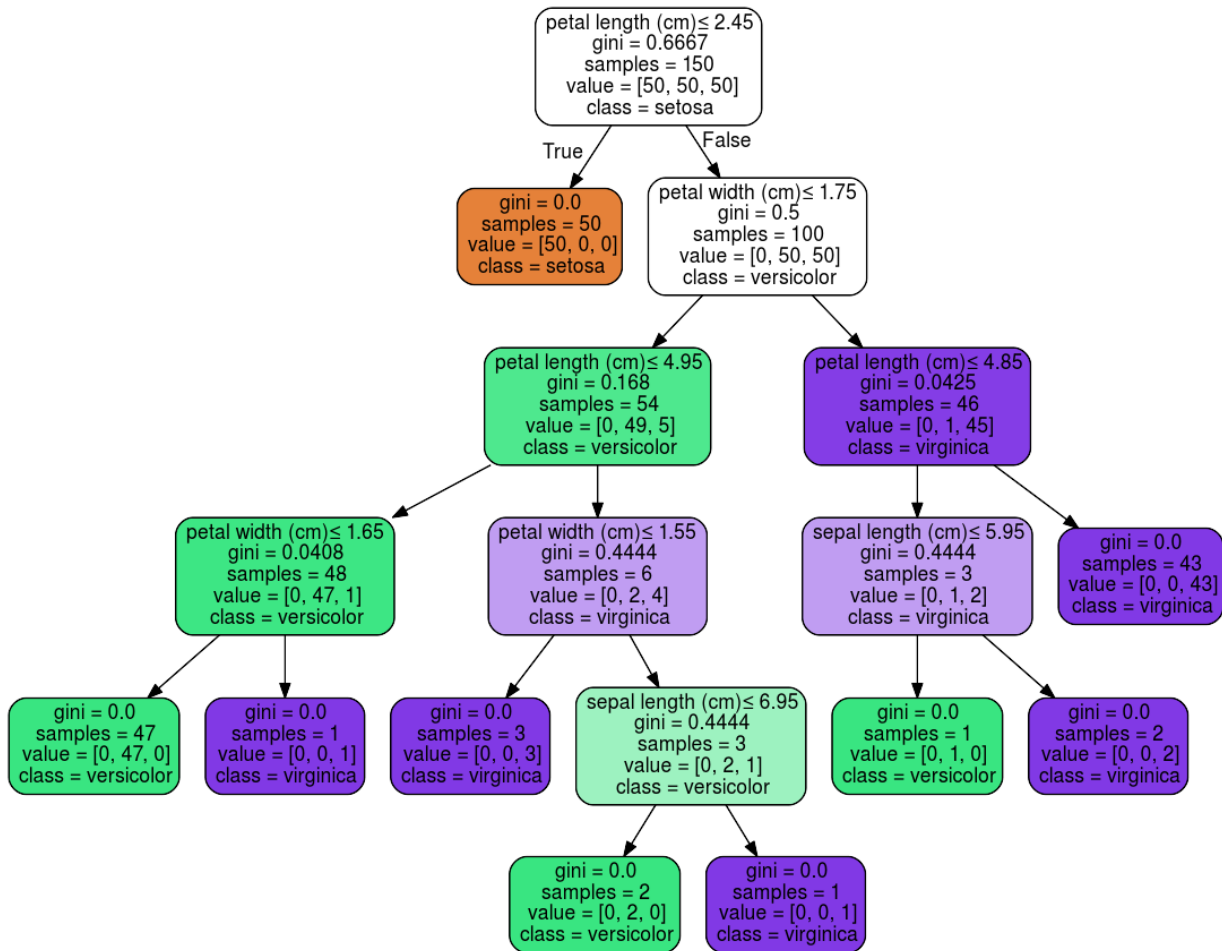 petal length (cm)≤ 2.45
gini = 0.6667
samples = 150
value = [50, 50, 50]
class = setosa
True
False
gini = 0.0
samples = 50
value = [50, 0, 0]
class = setosa
petal width (cm)≤ 1.75
gini = 0.5
samples = 100
value = [0, 50, 50]
class = versicolor
petal length (cm)≤ 4.95
gini = 0.168
samples = 54
value = [0, 49, 5]
class = versicolor
petal length (cm)≤ 4.85
gini = 0.0425
samples = 46
value = [0, 1, 45]
class = virginica
petal width (cm)≤ 1.65
gini = 0.0408
samples = 48
value = [0, 47, 1]
class = versicolor
petal width (cm)≤ 1.55
gini = 0.4444
samples = 6
value = [0, 2, 4]
class = virginica
sepal length (cm)≤ 5.95
gini = 0.4444
samples = 3
value = [0, 1, 2]
class = virginica
gini = 0.0
samples = 43
value = [0, 0, 43]
class = virginica
gini = 0.0
samples = 47
value = [0, 47, 0]
class = versicolor
gini = 0.0
samples = 1
value = [0, 0, 1]
class = virginica
gini = 0.0
samples = 3
value = [0, 0, 3]
class = virginica
sepal length (cm)≤ 6.95
gini = 0.4444
samples = 3
value = [0, 2, 1]
class = versicolor
gini = 0.0
samples = 1
value = [0, 1, 0]
class = versicolor
gini = 0.0
samples = 2
value = [0, 0, 2]
class = virginica
gini = 0.0
samples = 2
value = [0, 2, 0]
class = versicolor
gini = 0.0
samples = 1
value = [0, 0, 1]
class = virginica